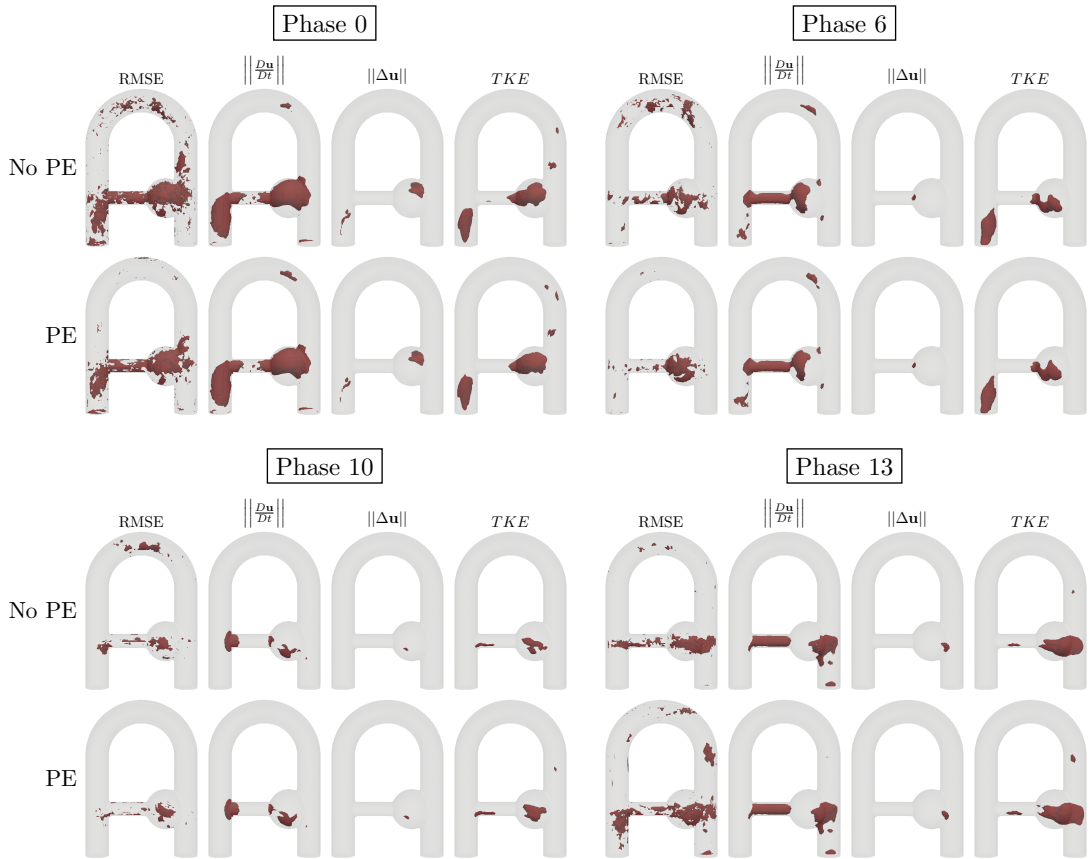 Phase 0
Phase 6
RMSE ||Du/Dt|| ||Δu|| TKE
RMSE ||Du/Dt|| ||Δu|| TKE
No PE
PE
Phase 10
Phase 13
RMSE ||Du/Dt|| ||Δu|| TKE
RMSE ||Du/Dt|| ||Δu|| TKE
No PE
PE